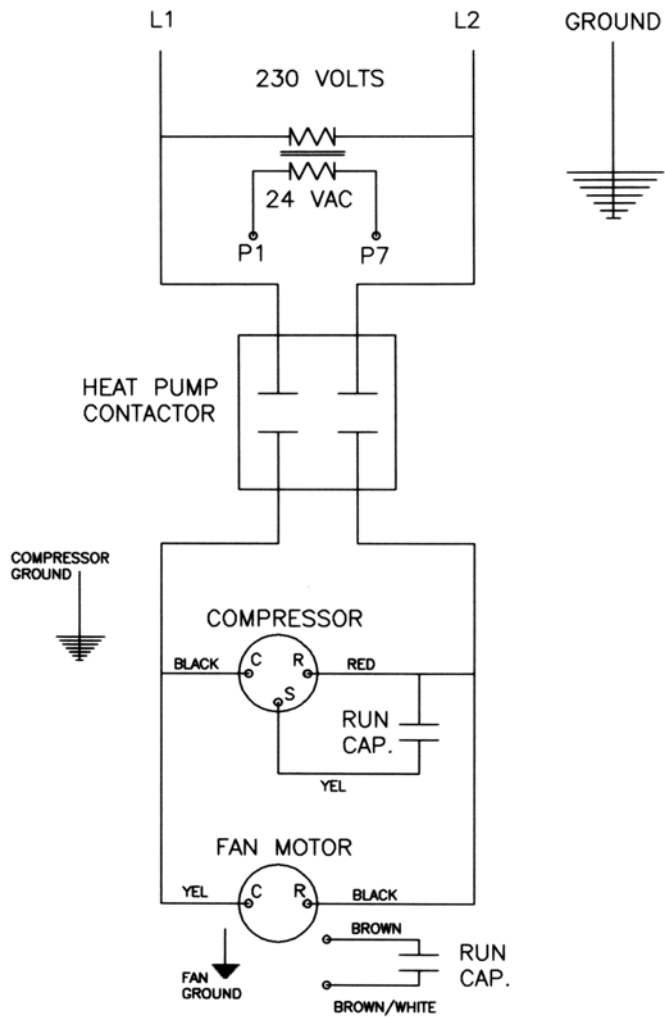 L1
L2
GROUND
230 VOLTS
24 VAC
P1
P7
HEAT PUMP
CONTACTOR
COMPRESSOR
GROUND
COMPRESSOR
BLACK
C
R
RED
S
RUN
CAP.
YEL
FAN MOTOR
YEL
C
R
BLACK
BROWN
RUN
CAP.
FAN
GROUND
BROWN/WHITE